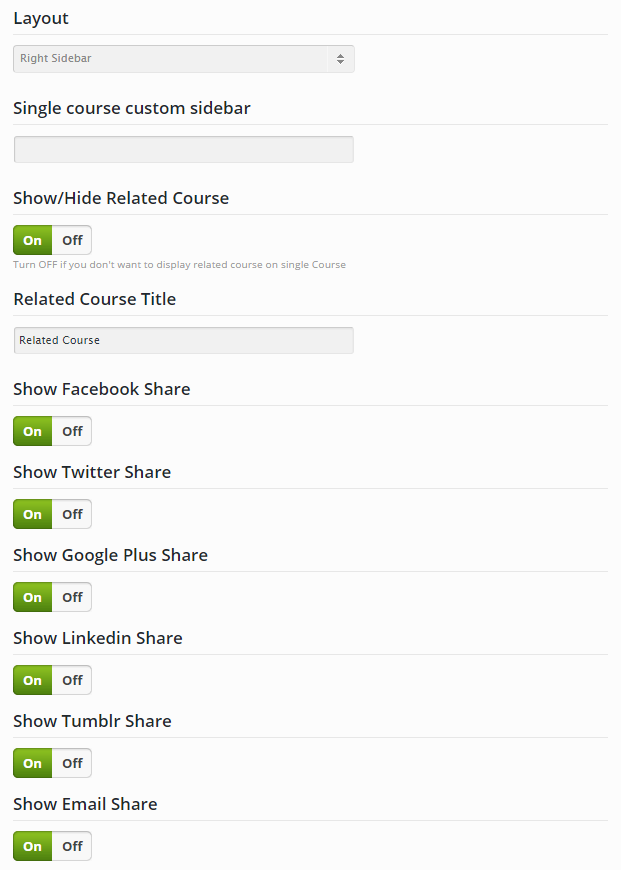 Layout
Right Sidebar
Single course custom sidebar
Show/Hide Related Course
On Off
Turn OFF if you don't want to display related course on single Course
Related Course Title
Related Course
Show Facebook Share
On Off
Show Twitter Share
On Off
Show Google Plus Share
On Off
Show Linkedin Share
On Off
Show Tumblr Share
On Off
Show Email Share
On Off